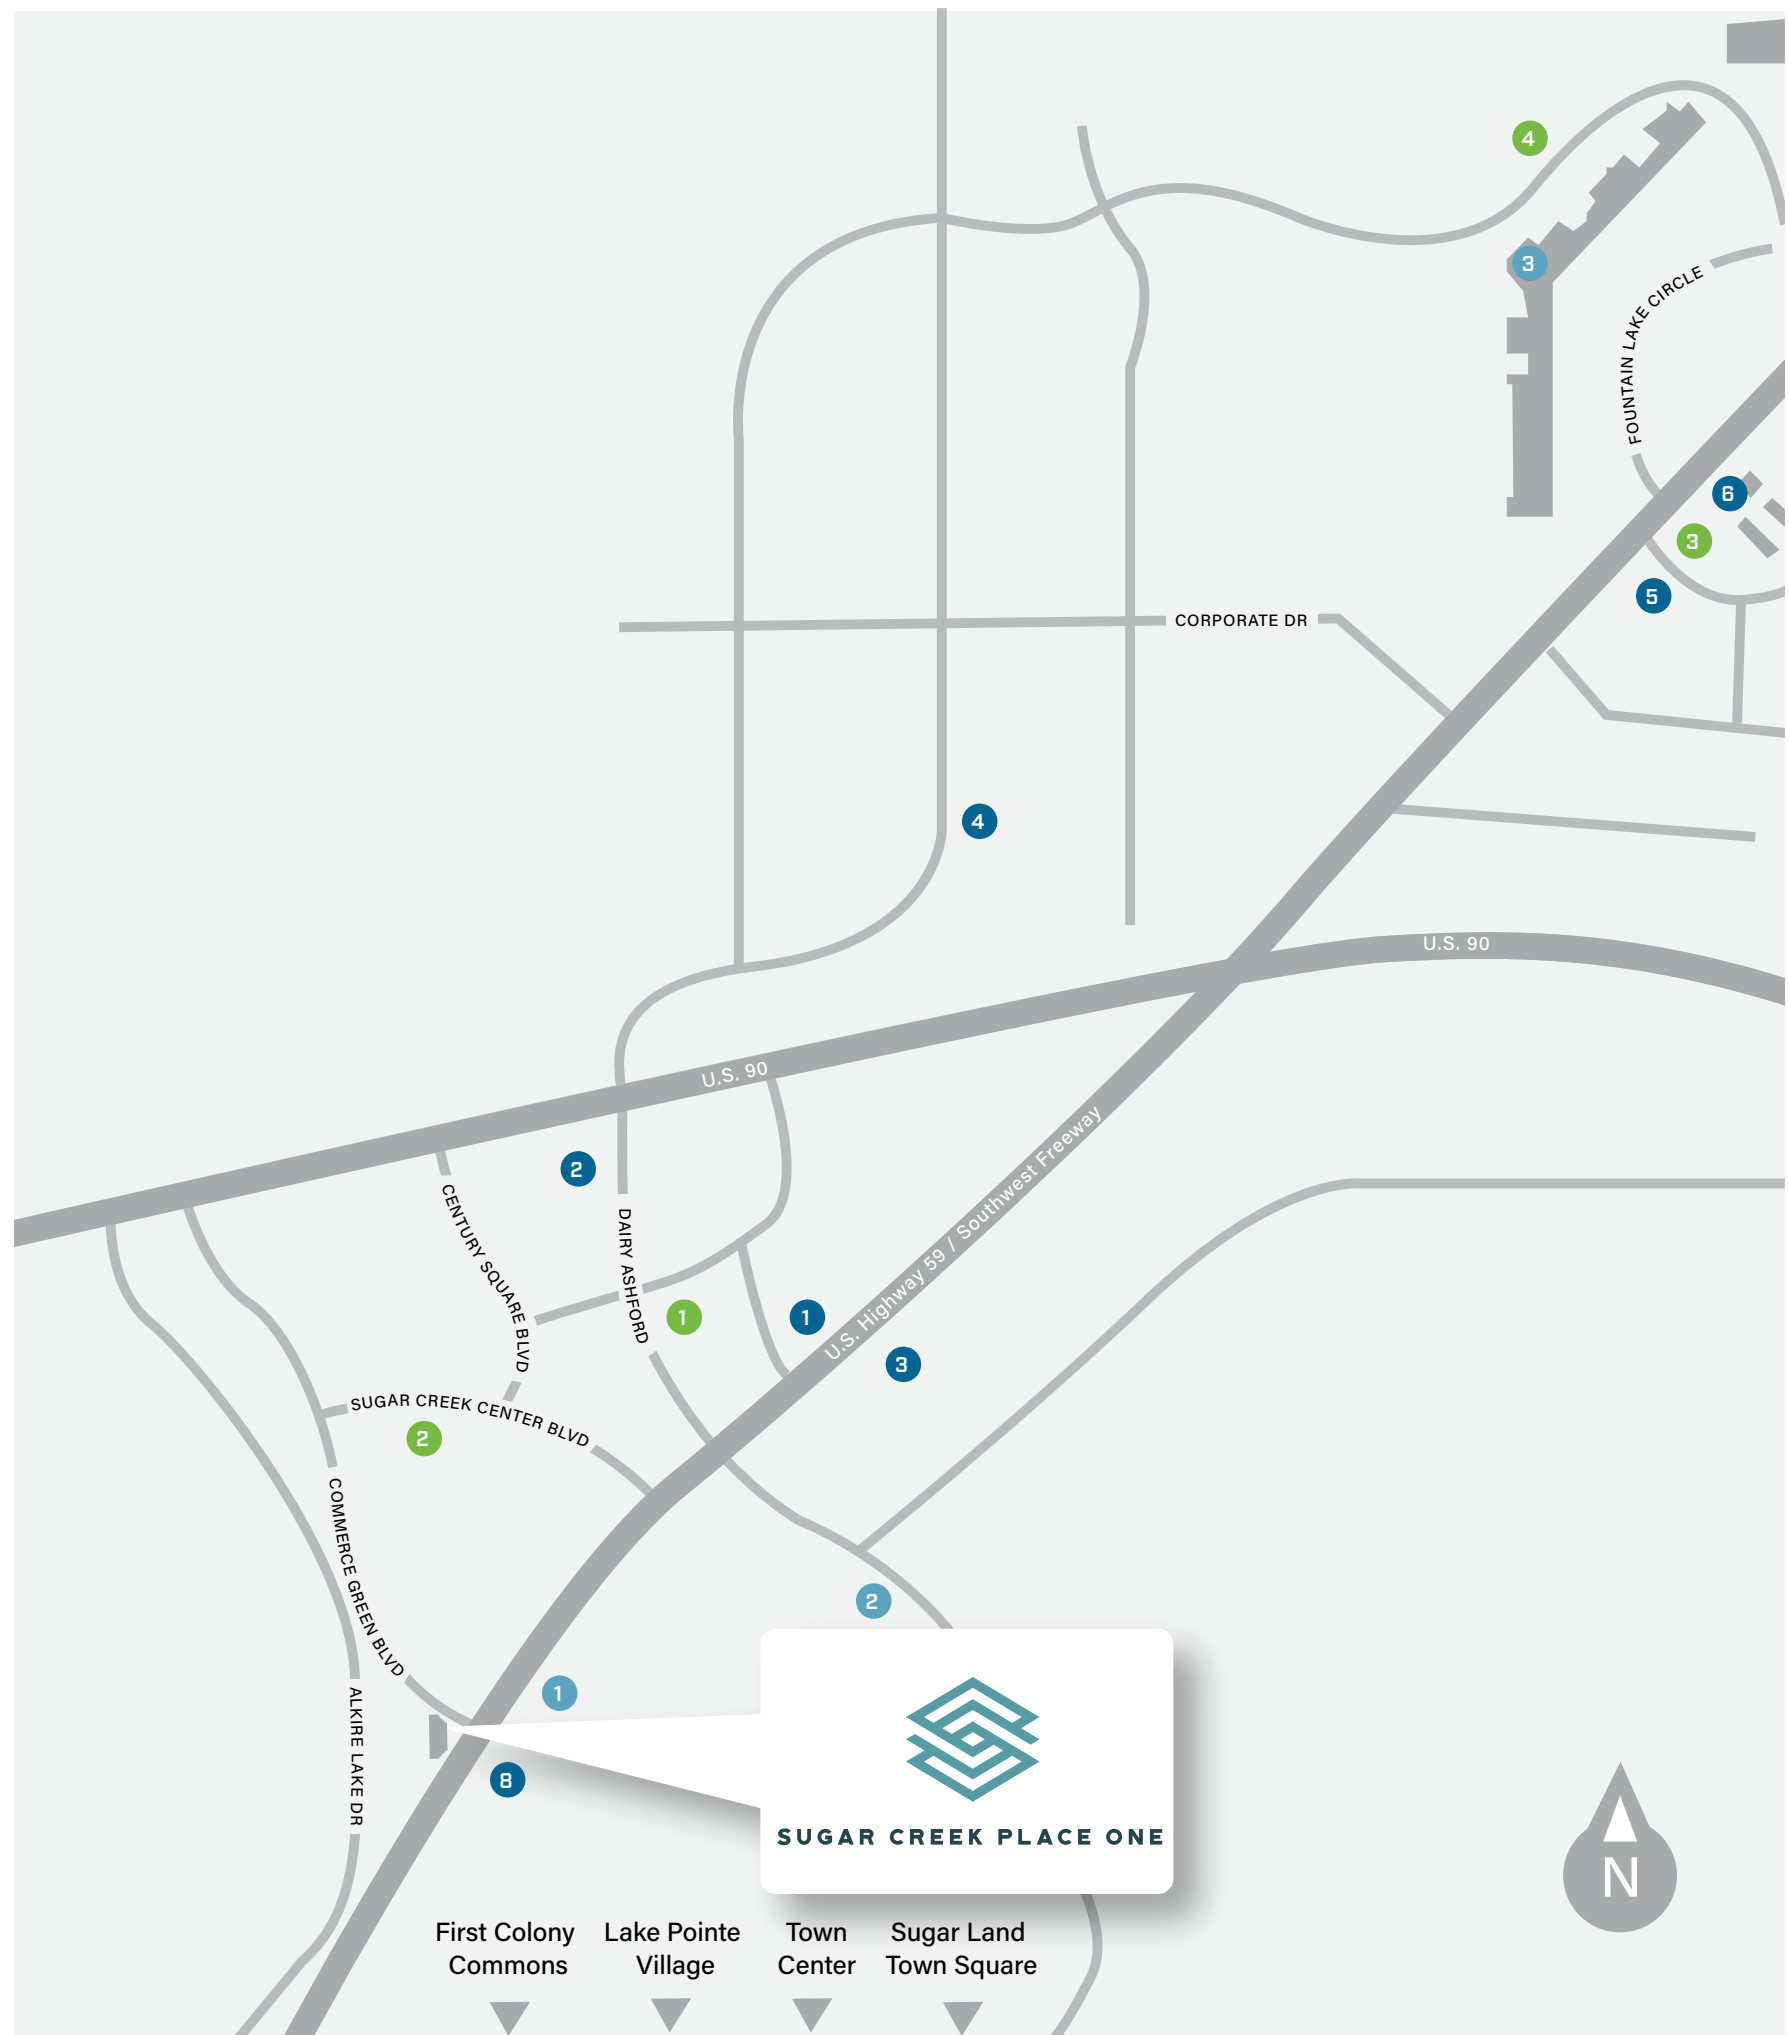 4
3
FOUNTAIN LAKE CIRCLE
6
3
5
CORPORATE DR
4
U.S. 90
U.S. 90
2
CENTURY SQUARE BLVD
DAIRY ASHFORD
U.S. Highway 59 / Southwest Freeway
1
1
3
SUGAR CREEK CENTER BLVD
2
COMMERCE GREEN BLVD
2
1
ALKIRE LAKE DR
8
SUGAR CREEK PLACE ONE
N
First Colony
Commons
Lake Pointe
Village
Town
Center
Sugar Land
Town Square